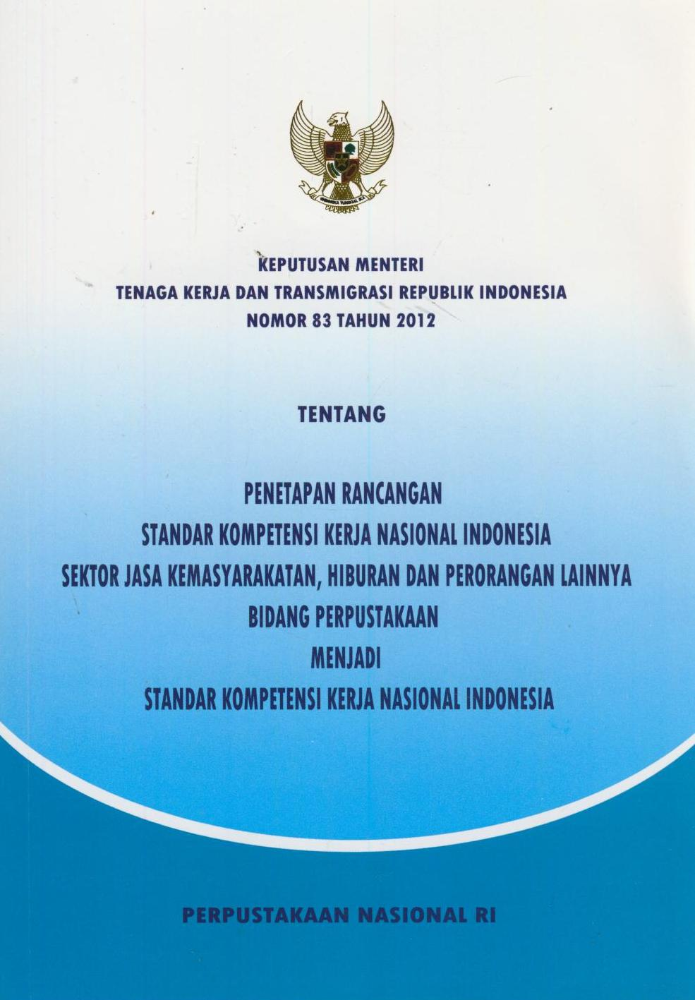 BHINNEKA TUNGGAL IKA
KEPUTUSAN MENTERI
TENAGA KERJA DAN TRANSMIGRASI REPUBLIK INDONESIA
NOMOR 83 TAHUN 2012
TENTANG
PENETAPAN RANCANGAN
STANDAR KOMPETENSI KERJA NASIONAL INDONESIA
SEKTOR JASA KEMASYARAKATAN, HIBURAN DAN PERORANGAN LAINNYA
BIDANG PERPUSTAKAAN
MENJADI
STANDAR KOMPETENSI KERJA NASIONAL INDONESIA
PERPUSTAKAAN NASIONAL RI